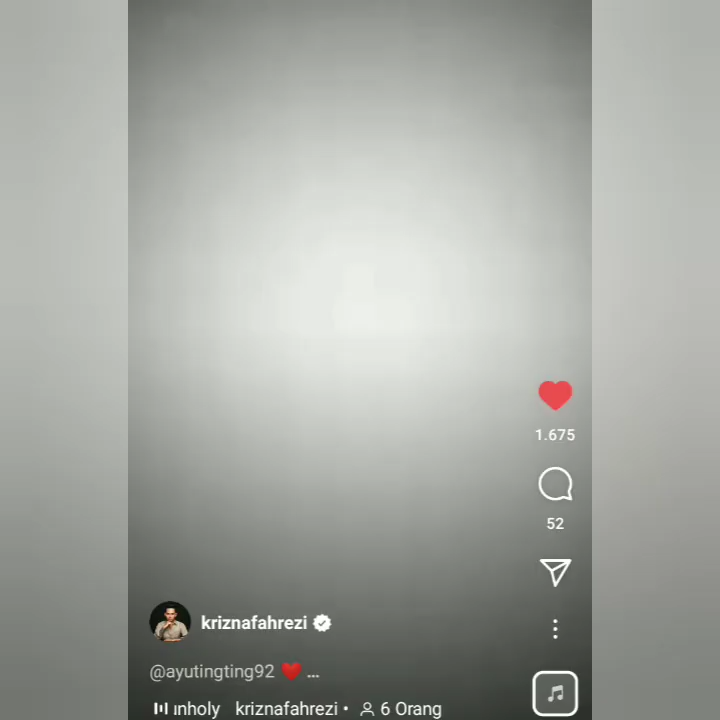 1.675
52
kriznafahrezi
@ayutingting92 ❤️ ...
ınholy kriznafahrezi • 6 Orang